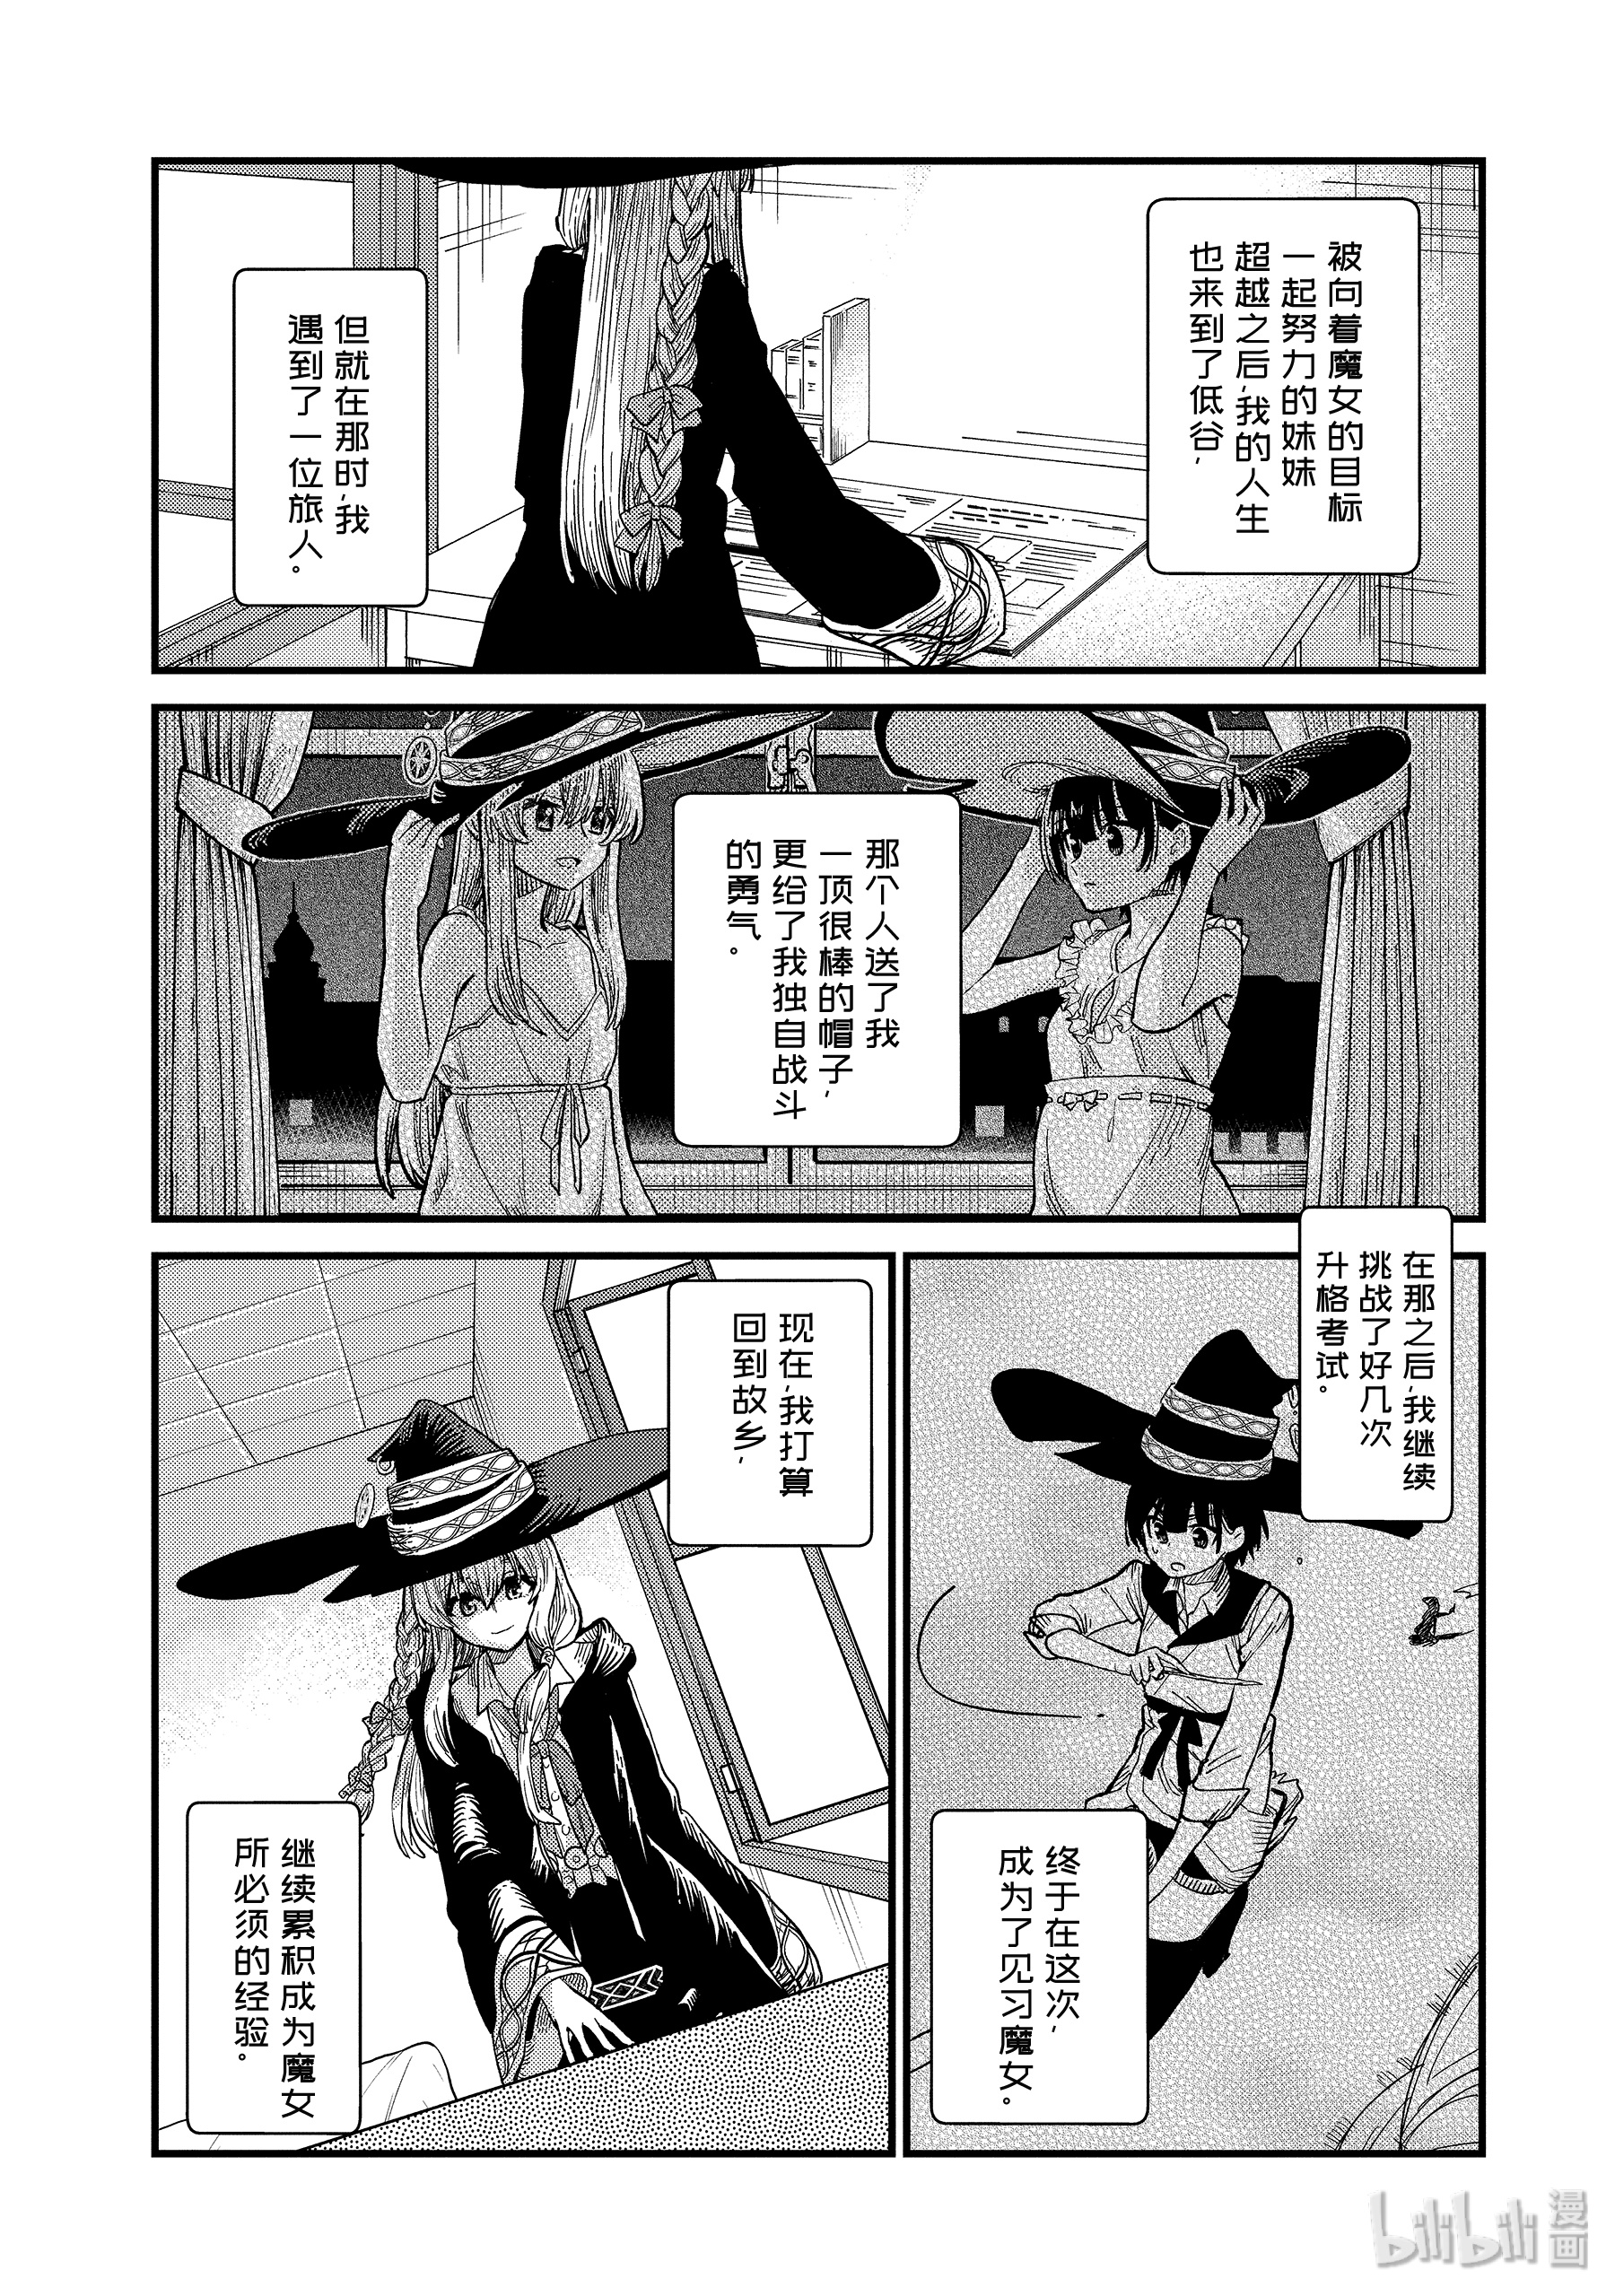 被向着魔女的目标
一起努力的妹妹
超越之后，我的人生
也来到了低谷，
但就在那时，我
遇到了一位旅人。
那个人送了我
一顶很棒的帽子，
更给了我独自战斗
的勇气。
在那之后，我继续
挑战了好几次
升格考试。
终于在这次，
成为了见习魔女。
现在，我打算
回到故乡，
继续累积成为魔女
所必须的经验。
bilibili漫画